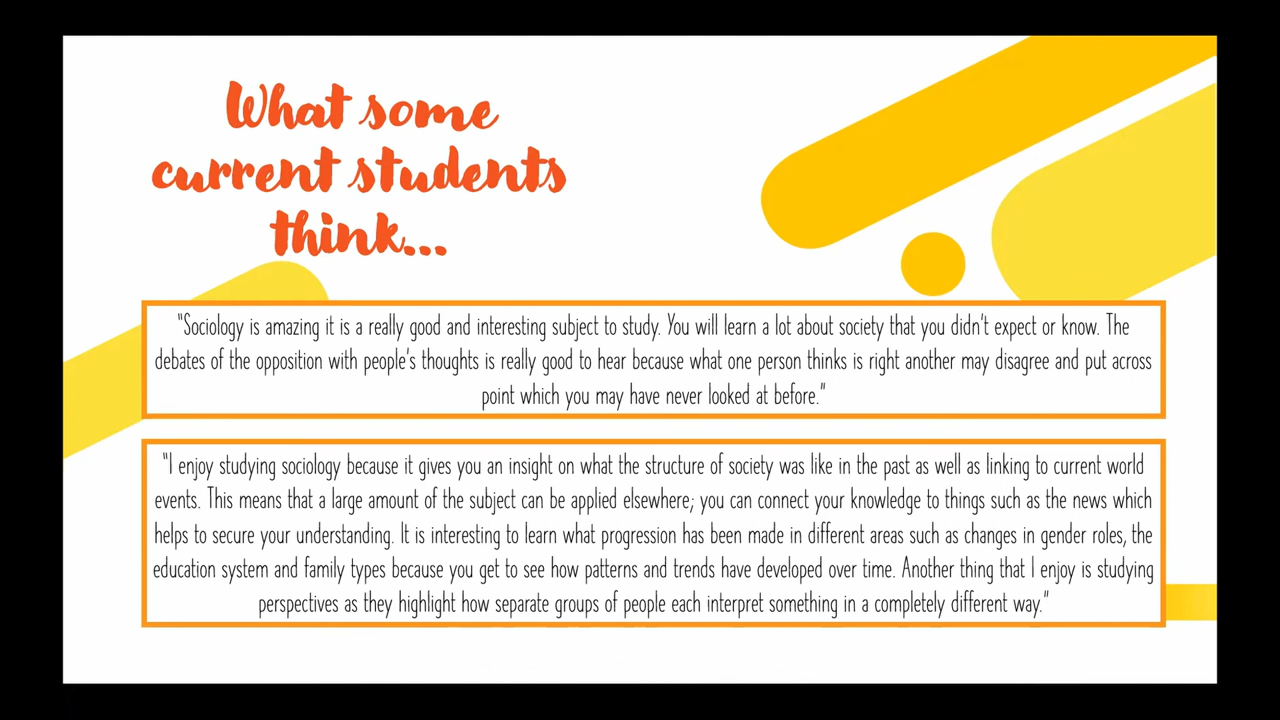 What some
current students
think...
"Sociology is amazing it is a really good and interesting subject to study. You will learn a lot about society that you didn't expect or know. The
debates of the opposition with people's thoughts is really good to hear because what one person thinks is right another may disagree and put across
point which you may have never looked at before."
"I enjoy studying sociology because it gives you an insight on what the structure of society was like in the past as well as linking to current world
events. This means that a large amount of the subject can be applied elsewhere; you can connect your knowledge to things such as the news which
helps to secure your understanding. It is interesting to learn what progression has been made in different areas such as changes in gender roles, the
education system and family types because you get to see how patterns and trends have developed over time. Another thing that I enjoy is studying
perspectives as they highlight how separate groups of people each interpret something in a completely different way."